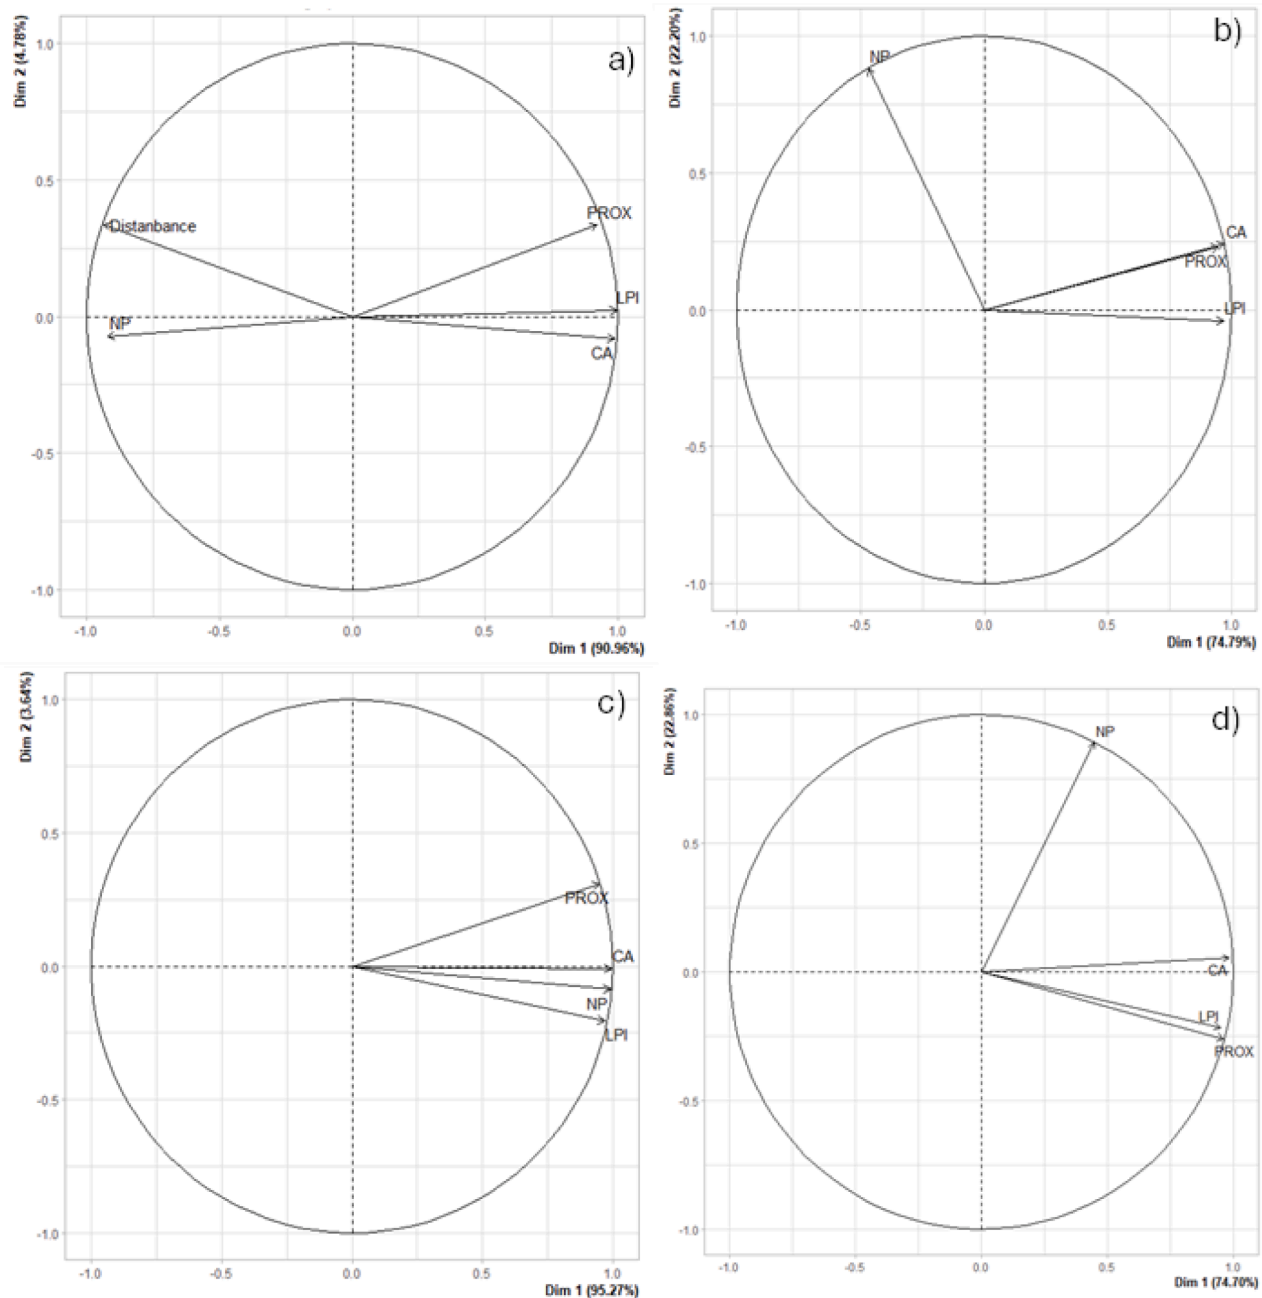 a)
Dim 2 (4.78%)
1.0
0.5
0.0
-0.5
-1.0
Distanbance
PROX
LPI
NP
CA
-1.0 -0.5 0.0 0.5 1.0
Dim 1 (90.96%)
b)
Dim 2 (22.20%)
1.0
0.5
0.0
-0.5
-1.0
NP
CA
PROX
LPI
-1.0 -0.5 0.0 0.5 1.0
Dim 1 (74.79%)
c)
Dim 2 (3.64%)
1.0
0.5
0.0
-0.5
-1.0
PROX
CA
NP
LPI
-1.0 -0.5 0.0 0.5 1.0
Dim 1 (95.27%)
d)
Dim 2 (22.86%)
1.0
0.5
0.0
-0.5
-1.0
NP
CA
LPI
PROX
-1.0 -0.5 0.0 0.5 1.0
Dim 1 (74.70%)